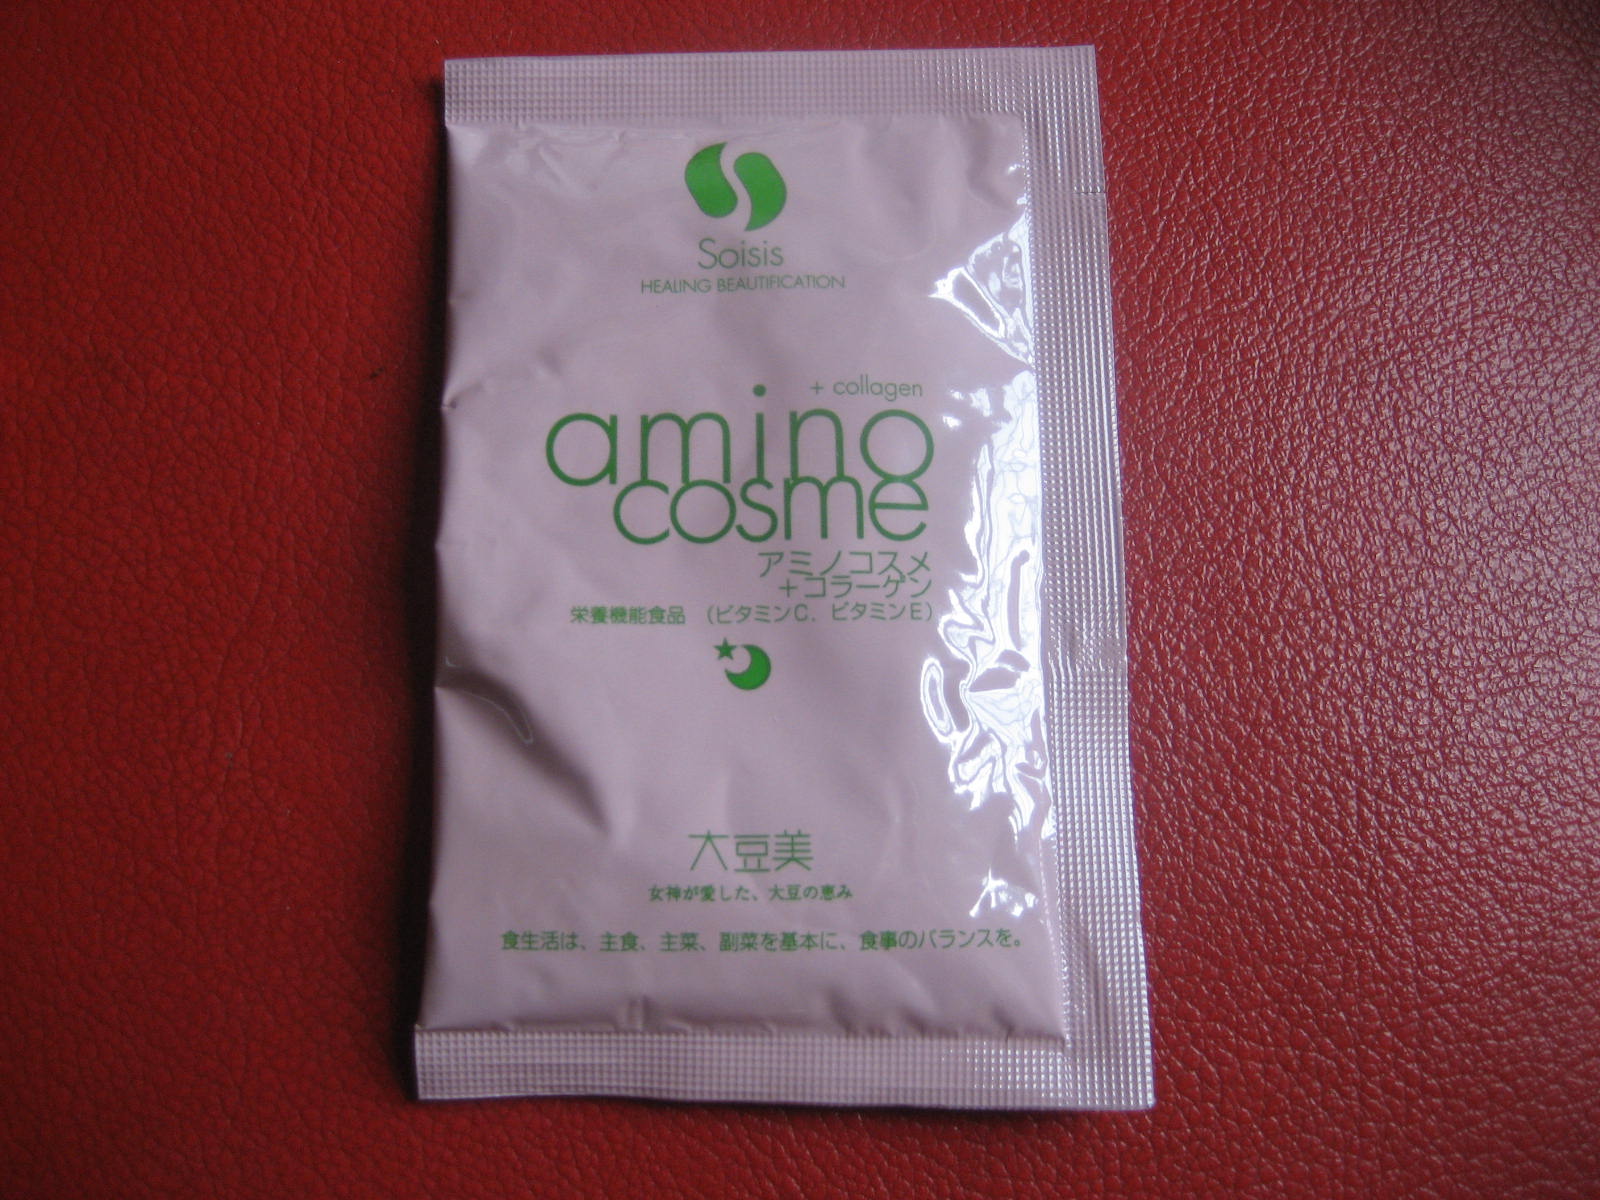 Soisis
HEALING BEAUTIFICATION
+ collagen
amino
cosme
アミノコスメ
+コラーゲン
栄養機能食品 (ビタミンC. ビタミンE)
大豆美
女神が愛した、大豆の恵み
食生活は、主食、主菜、副菜を基本に、食事のバランスを。